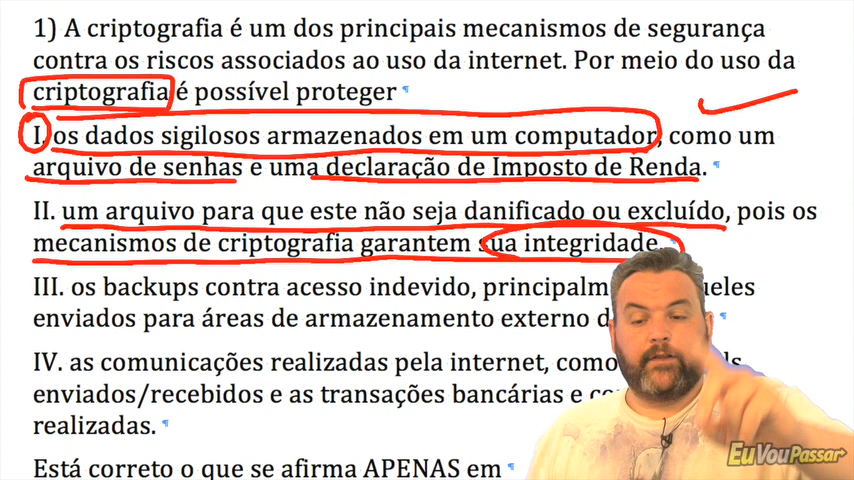 1) A criptografia é um dos principais mecanismos de segurança
contra os riscos associados ao uso da internet. Por meio do uso da
criptografia é possível proteger
I. os dados sigilosos armazenados em um computador, como um
arquivo de senhas e uma declaração de Imposto de Renda.
II. um arquivo para que este não seja danificado ou excluído, pois os
mecanismos de criptografia garantem sua integridade.
III. os backups contra acesso indevido,
enviados para áreas de armazenamento externo
IV. as comunicações realizadas pela internet, como
enviados/recebidos e as transações bancárias e
realizadas.
Está correto o que se afirma APENAS em
EuVouPassar